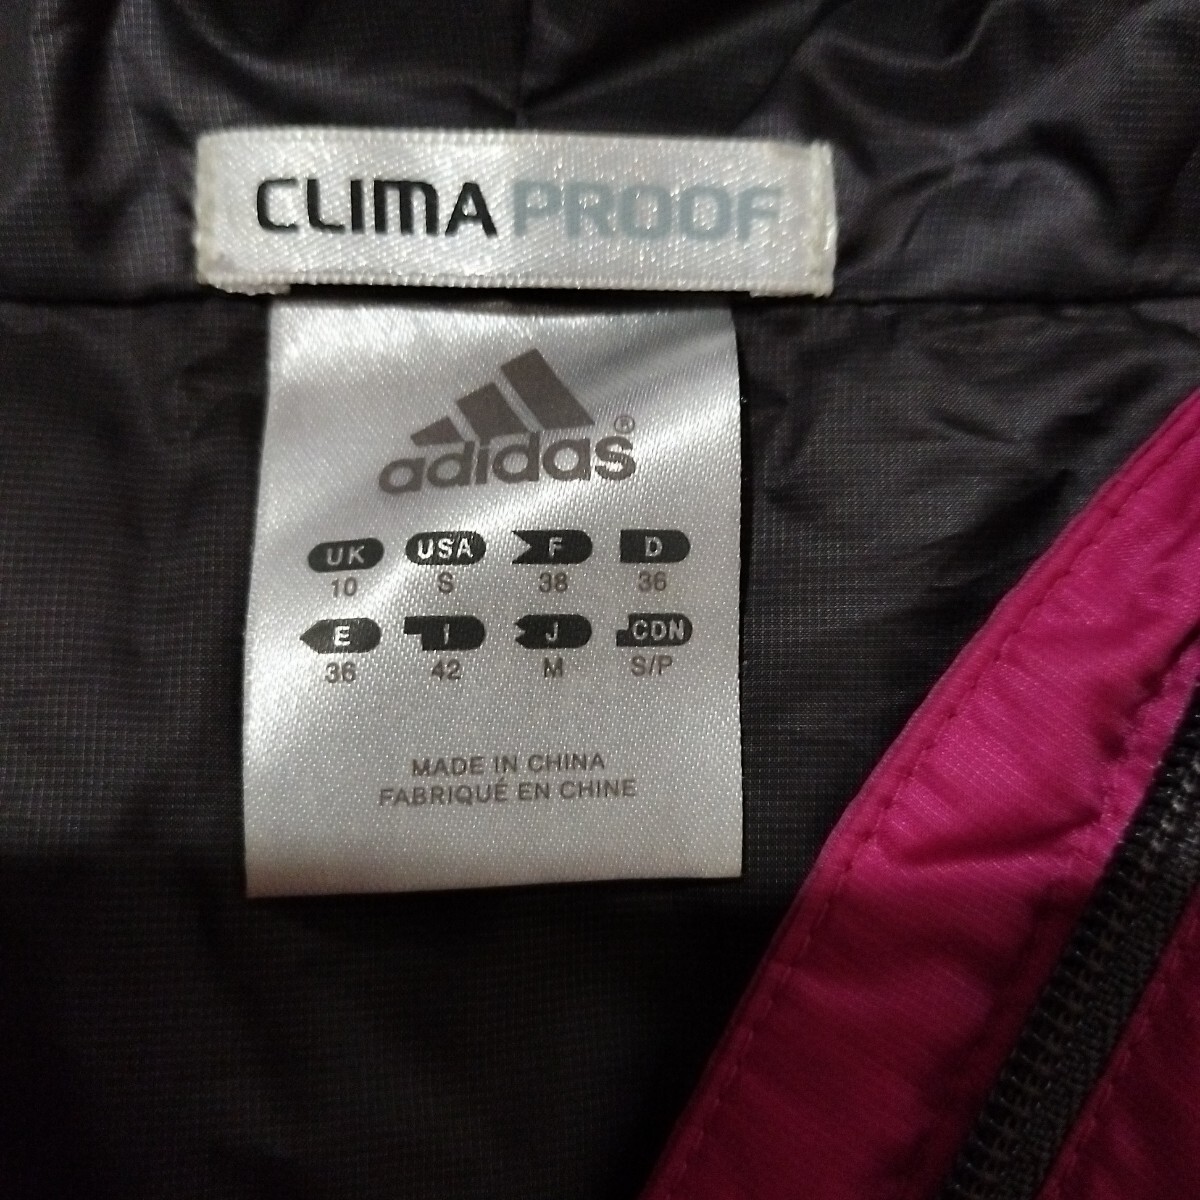 CLIMA PROOF
adidas®
UK USA F D
10 S 38 36
E I J CDN
36 42 M S/P
MADE IN CHINA
FABRIQUÉ EN CHINE